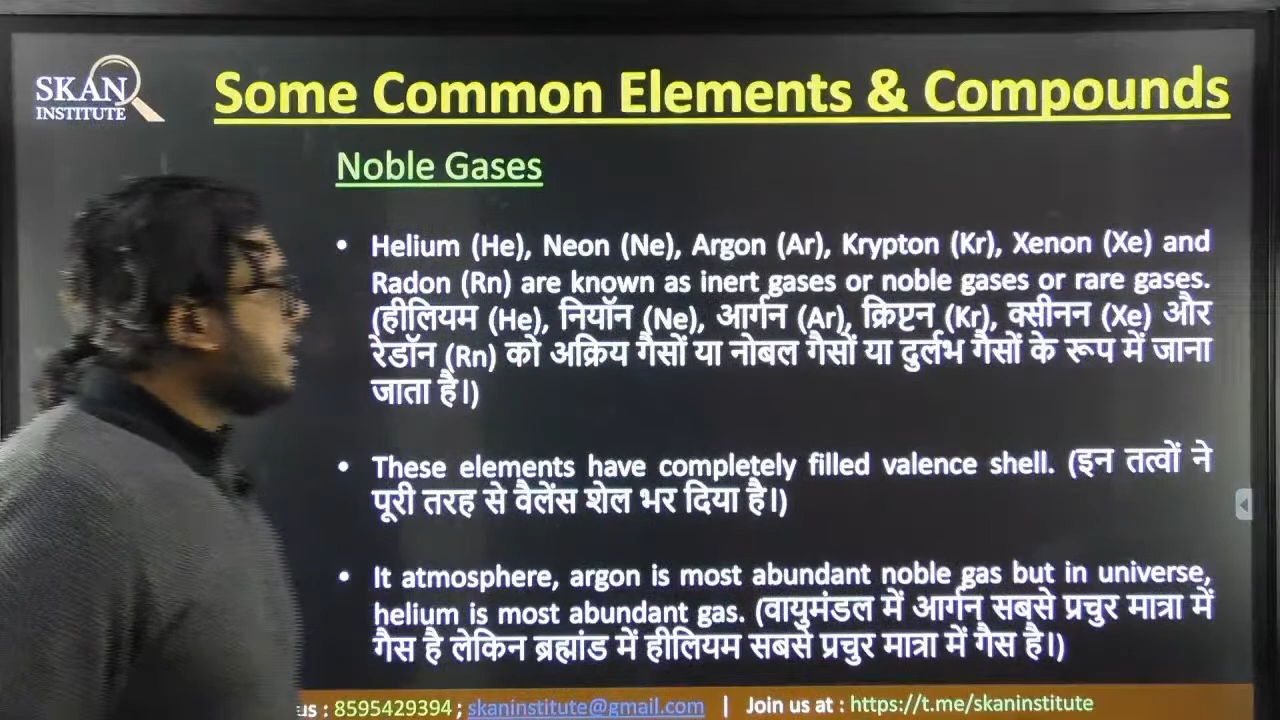 SKAN
INSTITUTE
Some Common Elements & Compounds
Noble Gases
• Helium (He), Neon (Ne), Argon (Ar), Krypton (Kr), Xenon (Xe) and
Radon (Rn) are known as inert gases or noble gases or rare gases.
(हीलियम (He), नियॉन (Ne), आर्गन (Ar), क्रिप्टन (Kr), क्सीनन (Xe) और
रेडॉन (Rn) को अक्रिय गैसों या नोबल गैसों या दुर्लभ गैसों के रूप में जाना
जाता है।)
• These elements have completely filled valence shell. (इन तत्वों ने
पूरी तरह से वैलेंस शेल भर दिया है।)
• It atmosphere, argon is most abundant noble gas but in universe,
helium is most abundant gas. (वायुमंडल में आर्गन सबसे प्रचुर मात्रा में
गैस है लेकिन ब्रह्मांड में हीलियम सबसे प्रचुर मात्रा में गैस है।)
us : 8595429394 ; skaninstitute@gmail.com | Join us at : https://t.me/skaninstitute